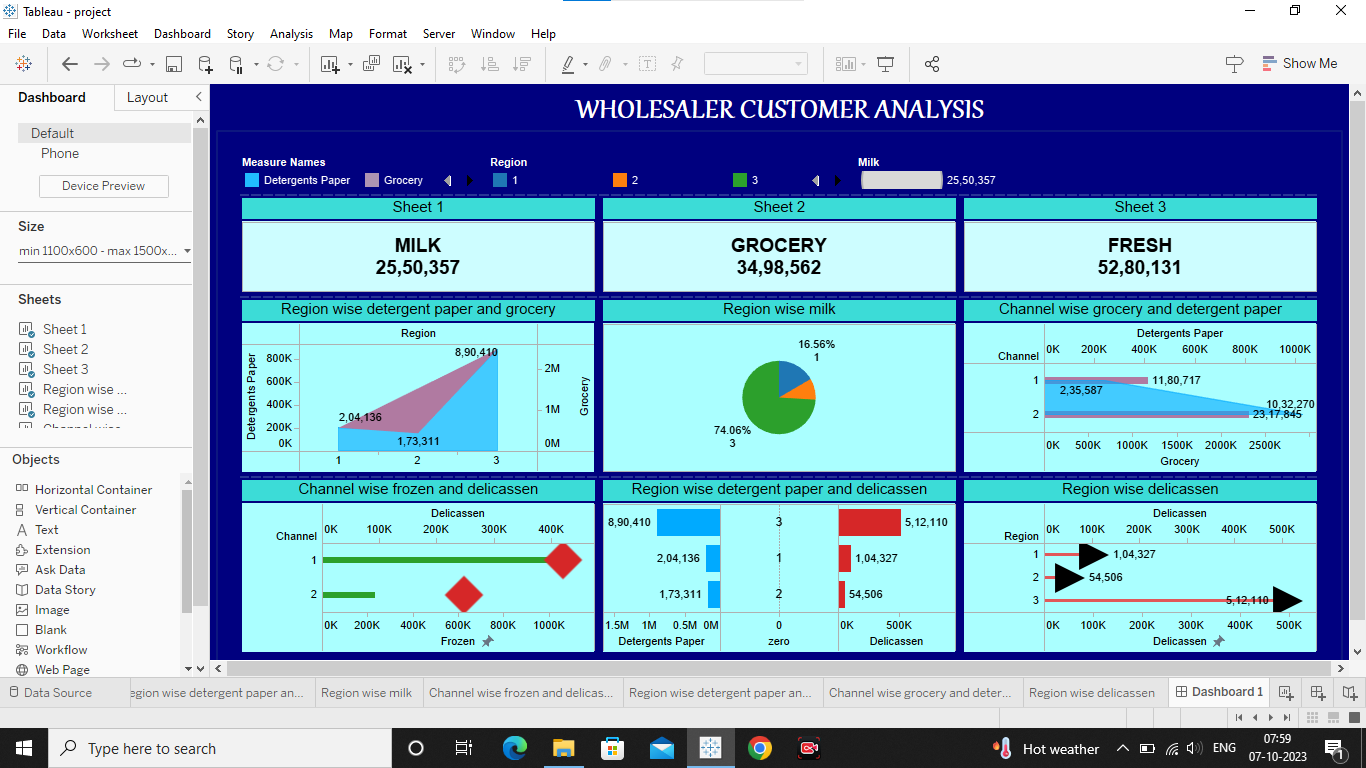 Tableau - project
File Data Worksheet Dashboard Story Analysis Map Format Server Window Help
Show Me
Dashboard Layout
Default
Phone
Device Preview
Size
min 1100x600 - max 1500x...
Sheets
Sheet 1
Sheet 2
Sheet 3
Region wise ...
Region wise ...
Channel wise
Objects
Horizontal Container
Vertical Container
Text
Extension
Ask Data
Data Story
Image
Blank
Workflow
Web Page
WHOLESALER CUSTOMER ANALYSIS
Measure Names
Detergents Paper Grocery
Region
1 2 3
Milk
25,50,357
Sheet 1
MILK
25,50,357
Sheet 2
GROCERY
34,98,562
Sheet 3
FRESH
52,80,131
Region wise detergent paper and grocery
Region
Detergents Paper
800K
600K
400K
200K
0K
8,90,410
2,04,136
1,73,311
2M
1M
0M
Grocery
1 2 3
Region wise milk
16.56%
1
74.06%
3
Channel wise grocery and detergent paper
Detergents Paper
Channel
0K 200K 400K 600K 800K 1000K
1 11,80,717
2,35,587
10,32,270
2 23,17,845
0K 500K 1000K 1500K 2000K 2500K
Grocery
Channel wise frozen and delicassen
Delicassen
Channel
0K 100K 200K 300K 400K
1
2
0K 200K 400K 600K 800K 1000K
Frozen
Region wise detergent paper and delicassen
8,90,410 3 5,12,110
2,04,136 1 1,04,327
1,73,311 2 54,506
1.5M 1M 0.5M 0M 0 0K 500K
Detergents Paper zero Delicassen
Region wise delicassen
Delicassen
Region
0K 100K 200K 300K 400K 500K
1 1,04,327
2 54,506
3 5,12,110
0K 100K 200K 300K 400K 500K
Delicassen
Data Source egion wise detergent paper an... Region wise milk Channel wise frozen and delicas... Region wise detergent paper an... Channel wise grocery and deter... Region wise delicassen Dashboard 1
Type here to search
Hot weather
ENG
07:59
07-10-2023
1